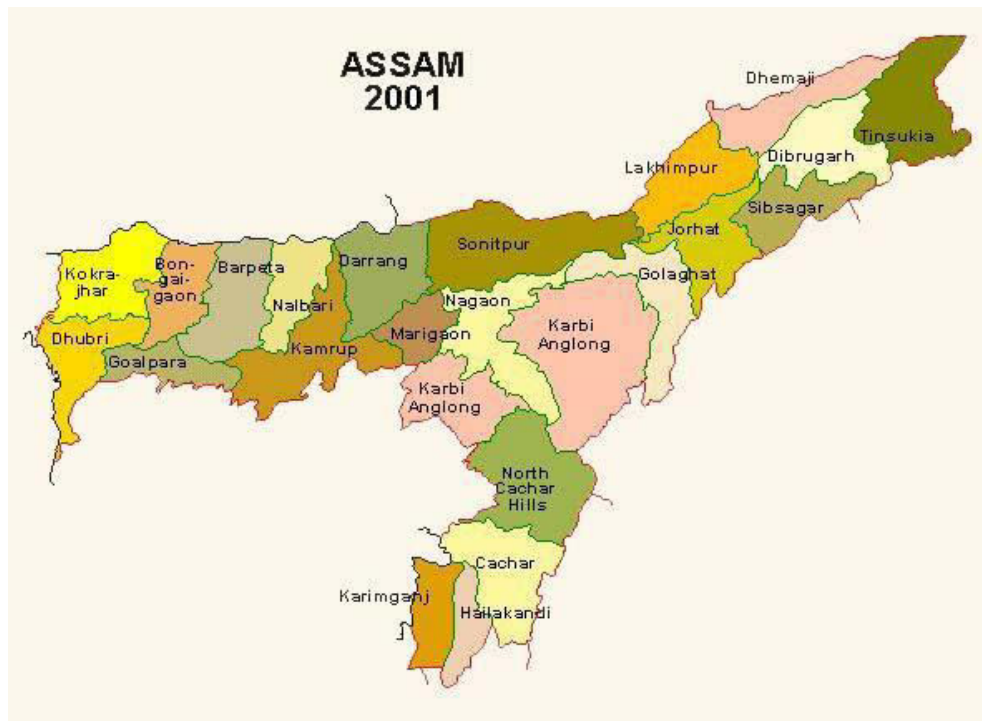 ASSAM
2001
Dhemaji
Tinsukia
Dibrugarh
Lakhimpur
Sibsagar
Jorhat
Sonitpur
Golaghat
Darrang
Barpeta
Bon-
gai-
gaon
Kokra-
jhar
Nalbari
Nagaon
Marigaon
Karbi
Anglong
Dhubri
Kamrup
Goalpara
Karbi
Anglong
North
Cachar
Hills
Cachar
Karimganj
Hailakandi